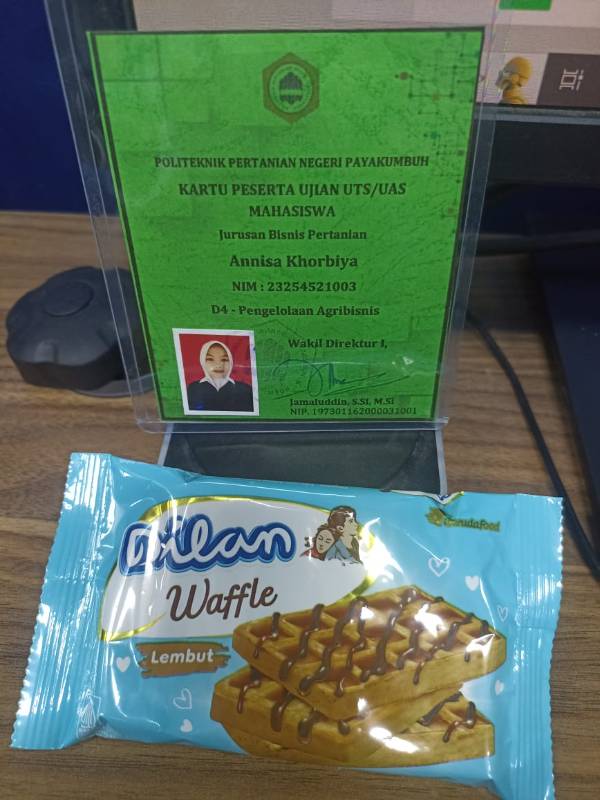 POLITEKNIK PERTANIAN NEGERI PAYAKUMBUH
KARTU PESERTA UJIAN UTS/UAS
MAHASISWA
Jurusan Bisnis Pertanian
Annisa Khorbiya
NIM : 23254521003
D4 - Pengelolaan Agribisnis
Wakil Direktur I,
Jamaluddin, S.SI, M.Si
NIP. 197301162000031001
Garudafood
Dilan
Waffle
Lembut